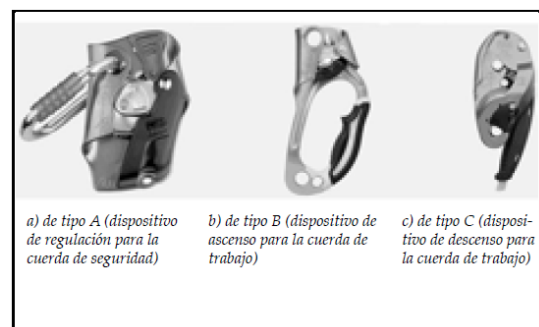 a) de tipo A (dispositivo
de regulación para la
cuerda de seguridad)
b) de tipo B (dispositivo de
ascenso para la cuerda de
trabajo)
c) de tipo C (disposi-
tivo de descenso para
la cuerda de trabajo)